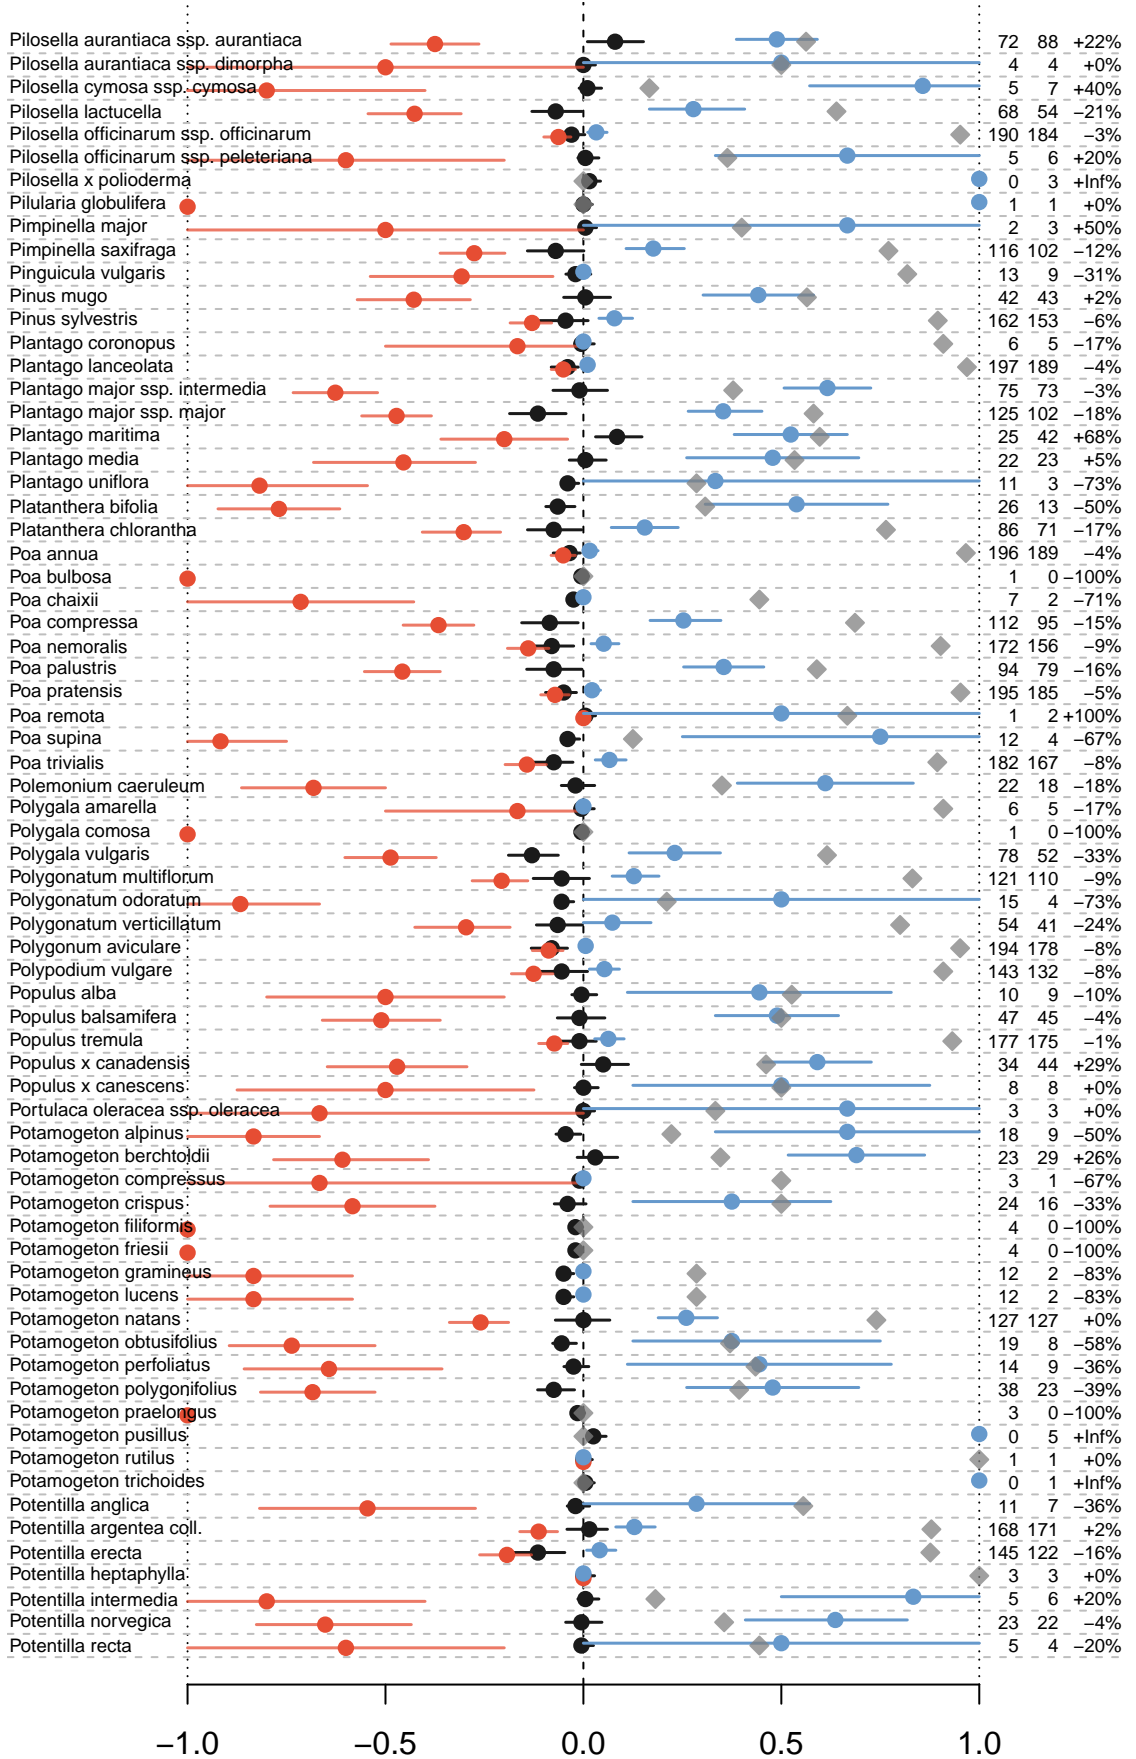 Pilosella aurantiaca ssp. aurantiaca 72 88 +22%
Pilosella aurantiaca ssp. dimorpha 4 4 +0%
Pilosella cymosa ssp. cymosa 5 7 +40%
Pilosella lactucella 68 54 −21%
Pilosella officinarum ssp. officinarum 190 184 −3%
Pilosella officinarum ssp. peleteriana 5 6 +20%
Pilosella x polioderma 0 3 +Inf%
Pilularia globulifera 1 1 +0%
Pimpinella major 2 3 +50%
Pimpinella saxifraga 116 102 −12%
Pinguicula vulgaris 13 9 −31%
Pinus mugo 42 43 +2%
Pinus sylvestris 162 153 −6%
Plantago coronopus 6 5 −17%
Plantago lanceolata 197 189 −4%
Plantago major ssp. intermedia 75 73 −3%
Plantago major ssp. major 125 102 −18%
Plantago maritima 25 42 +68%
Plantago media 22 23 +5%
Plantago uniflora 11 3 −73%
Platanthera bifolia 26 13 −50%
Platanthera chlorantha 86 71 −17%
Poa annua 196 189 −4%
Poa bulbosa 1 0 −100%
Poa chaixii 7 2 −71%
Poa compressa 112 95 −15%
Poa nemoralis 172 156 −9%
Poa palustris 94 79 −16%
Poa pratensis 195 185 −5%
Poa remota 1 2 +100%
Poa supina 12 4 −67%
Poa trivialis 182 167 −8%
Polemonium caeruleum 22 18 −18%
Polygala amarella 6 5 −17%
Polygala comosa 1 0 −100%
Polygala vulgaris 78 52 −33%
Polygonatum multiflorum 121 110 −9%
Polygonatum odoratum 15 4 −73%
Polygonatum verticillatum 54 41 −24%
Polygonum aviculare 194 178 −8%
Polypodium vulgare 143 132 −8%
Populus alba 10 9 −10%
Populus balsamifera 47 45 −4%
Populus tremula 177 175 −1%
Populus x canadensis 34 44 +29%
Populus x canescens 8 8 +0%
Portulaca oleracea ssp. oleracea 3 3 +0%
Potamogeton alpinus 18 9 −50%
Potamogeton berchtoldii 23 29 +26%
Potamogeton compressus 3 1 −67%
Potamogeton crispus 24 16 −33%
Potamogeton filiformis 4 0 −100%
Potamogeton friesii 4 0 −100%
Potamogeton gramineus 12 2 −83%
Potamogeton lucens 12 2 −83%
Potamogeton natans 127 127 +0%
Potamogeton obtusifolius 19 8 −58%
Potamogeton perfoliatus 14 9 −36%
Potamogeton polygonifolius 38 23 −39%
Potamogeton praelongus 3 0 −100%
Potamogeton pusillus 0 5 +Inf%
Potamogeton rutilus 1 1 +0%
Potamogeton trichoides 0 1 +Inf%
Potentilla anglica 11 7 −36%
Potentilla argentea coll. 168 171 +2%
Potentilla erecta 145 122 −16%
Potentilla heptaphylla 3 3 +0%
Potentilla intermedia 5 6 +20%
Potentilla norvegica 23 22 −4%
Potentilla recta 5 4 −20%
−1.0 −0.5 0.0 0.5 1.0